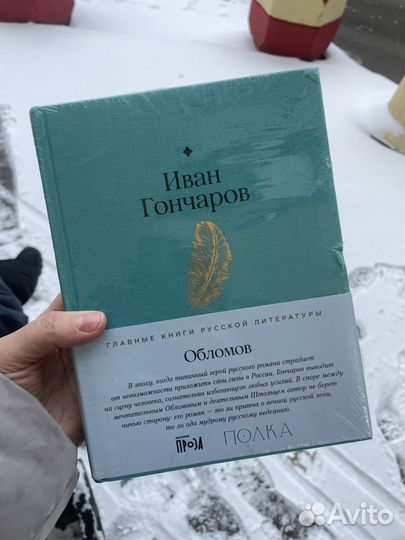 Иван
Гончаров
ГЛАВНЫЕ КНИГИ РУССКОЙ ЛИТЕРАТУРЫ
Обломов
В эпоху, когда типичный герой русского романа страдает
от невозможности приложить свои силы в России, Гончаров выводит
на сцену человека, сознательно избегающего любых усилий. В споре между
мечтательным Обломовым и деятельным Штольцем автор не берет
ничью сторону: его роман — то ли притча о вечной русской лени,
то ли ода мудрому русскому недеянию.
ПРОЗА
ПОЛКА
Avito